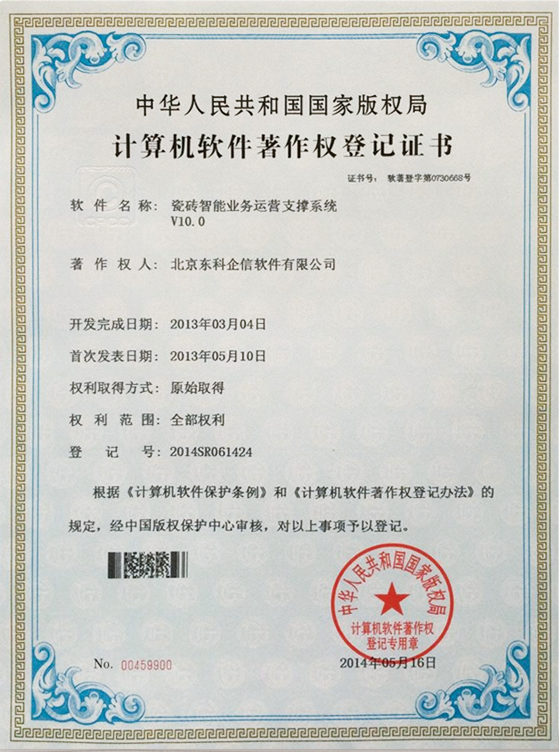 中华人民共和国国家版权局
计算机软件著作权登记证书
证书号： 软著登字第0730668号
软件名称： 瓷砖智能业务运营支撑系统
V10.0
著作权人： 北京东科企信软件有限公司
开发完成日期： 2013年03月04日
首次发表日期： 2013年05月10日
权利取得方式： 原始取得
权利范围： 全部权利
登记号： 2014SR061424
根据《计算机软件保护条例》和《计算机软件著作权登记办法》的
规定，经中国版权保护中心审核，对以上事项予以登记。
中华人民共和国国家版权局
计算机软件著作权
登记专用章
No. 00459900
2014年05月16日